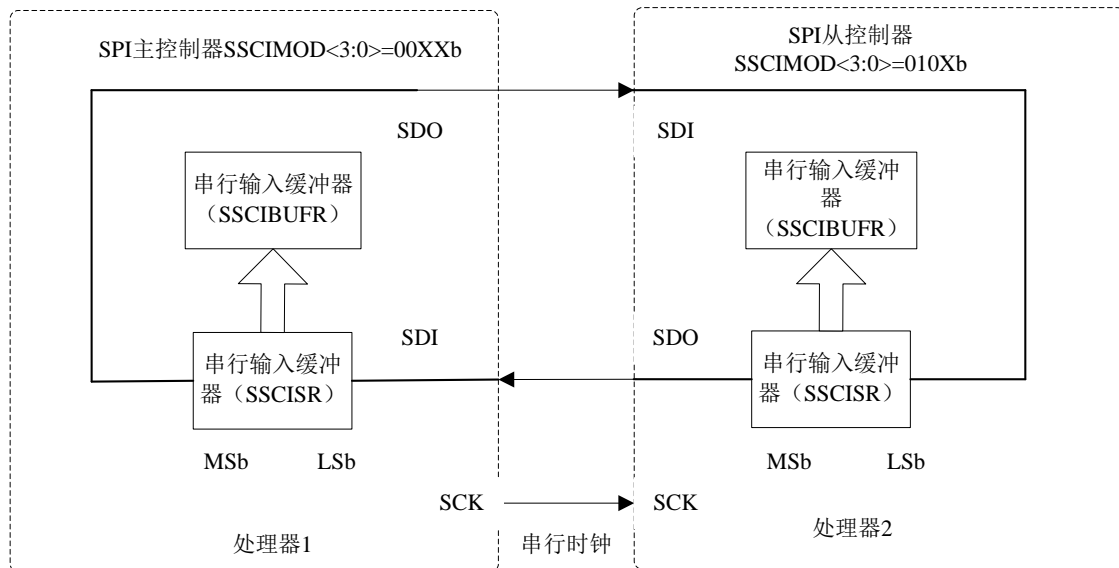 SPI主控制器SSCIMOD<3:0>=00XXb
SPI从控制器
SSCIMOD<3:0>=010Xb
SDO
SDI
串行输入缓冲器
（SSCIBUFR）
串行输入缓冲
器
（SSCIBUFR）
SDI
SDO
串行输入缓冲
器（SSCISR）
串行输入缓冲
器（SSCISR）
MSb
LSb
MSb
LSb
SCK
SCK
处理器1
串行时钟
处理器2